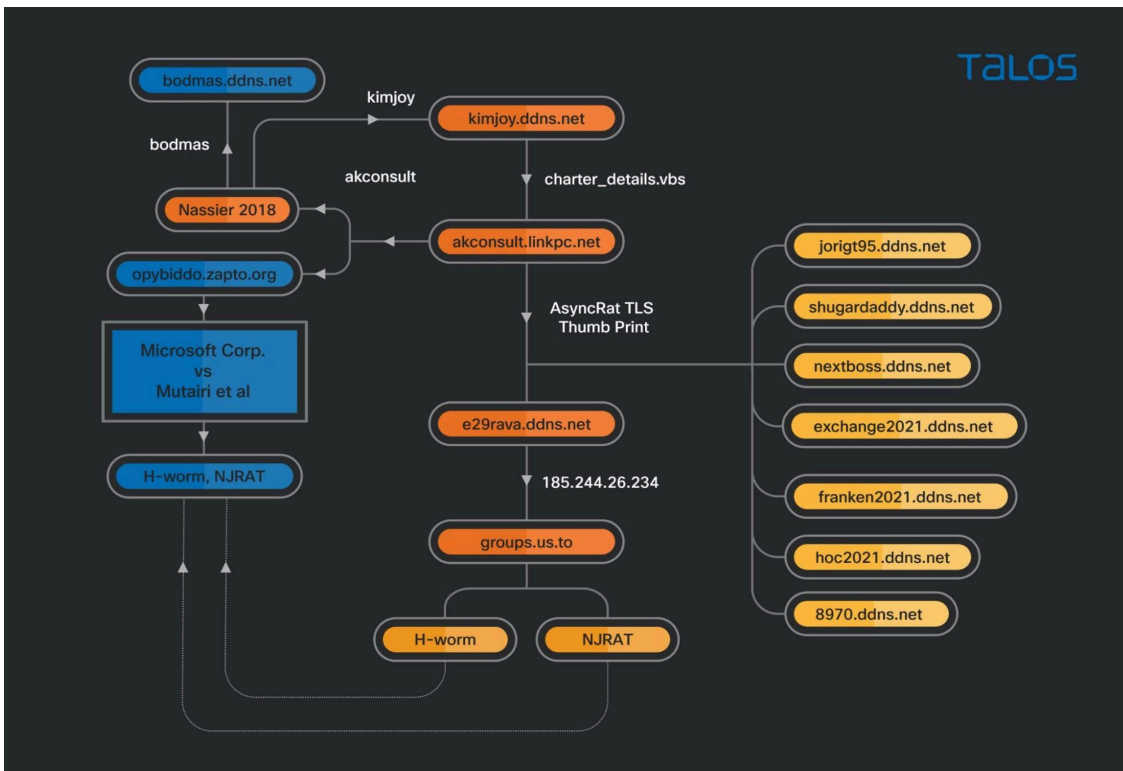 TALOS
bodmas.ddns.net
kimjoy
kimjoy.ddns.net
bodmas
akconsult
charter_details.vbs
Nassier 2018
akconsult.linkpc.net
jorigt95.ddns.net
opybiddo.zapto.org
AsyncRat TLS
Thumb Print
shugardaddy.ddns.net
Microsoft Corp.
vs
Mutairi et al
nextboss.ddns.net
e29rava.ddns.net
exchange2021.ddns.net
H-worm, NJRAT
185.244.26.234
franken2021.ddns.net
groups.us.to
hoc2021.ddns.net
8970.ddns.net
H-worm
NJRAT